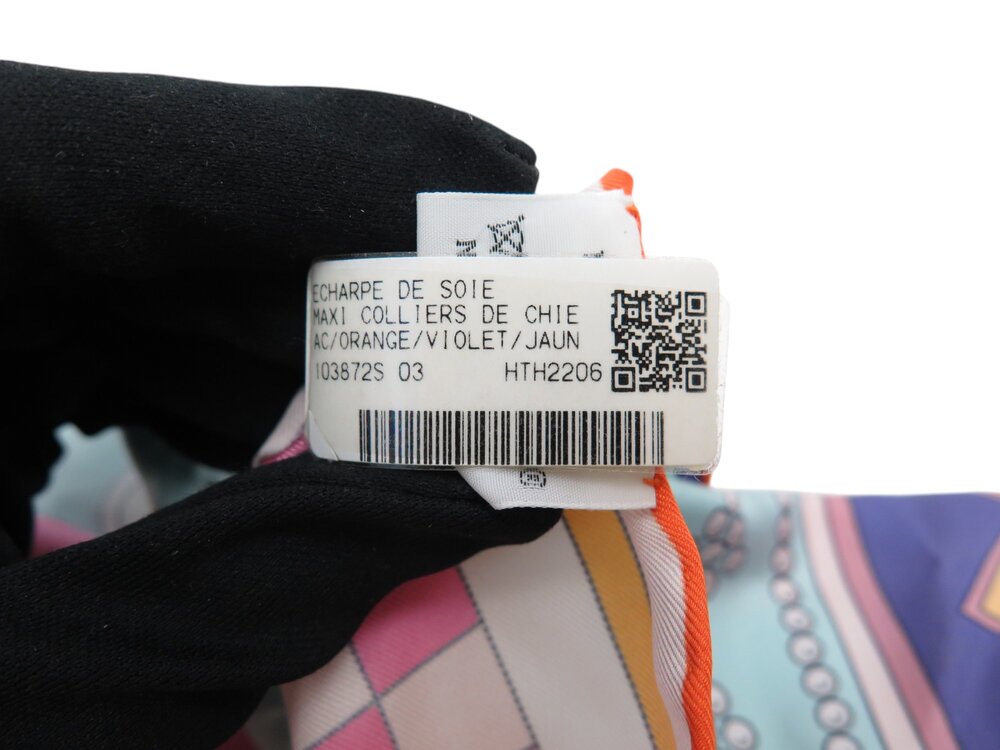 ECHARPE DE SOIE
MAXI COLLIERS DE CHIE
AC/ORANGE/VIOLET/JAUN
103872S 03 HTH2206